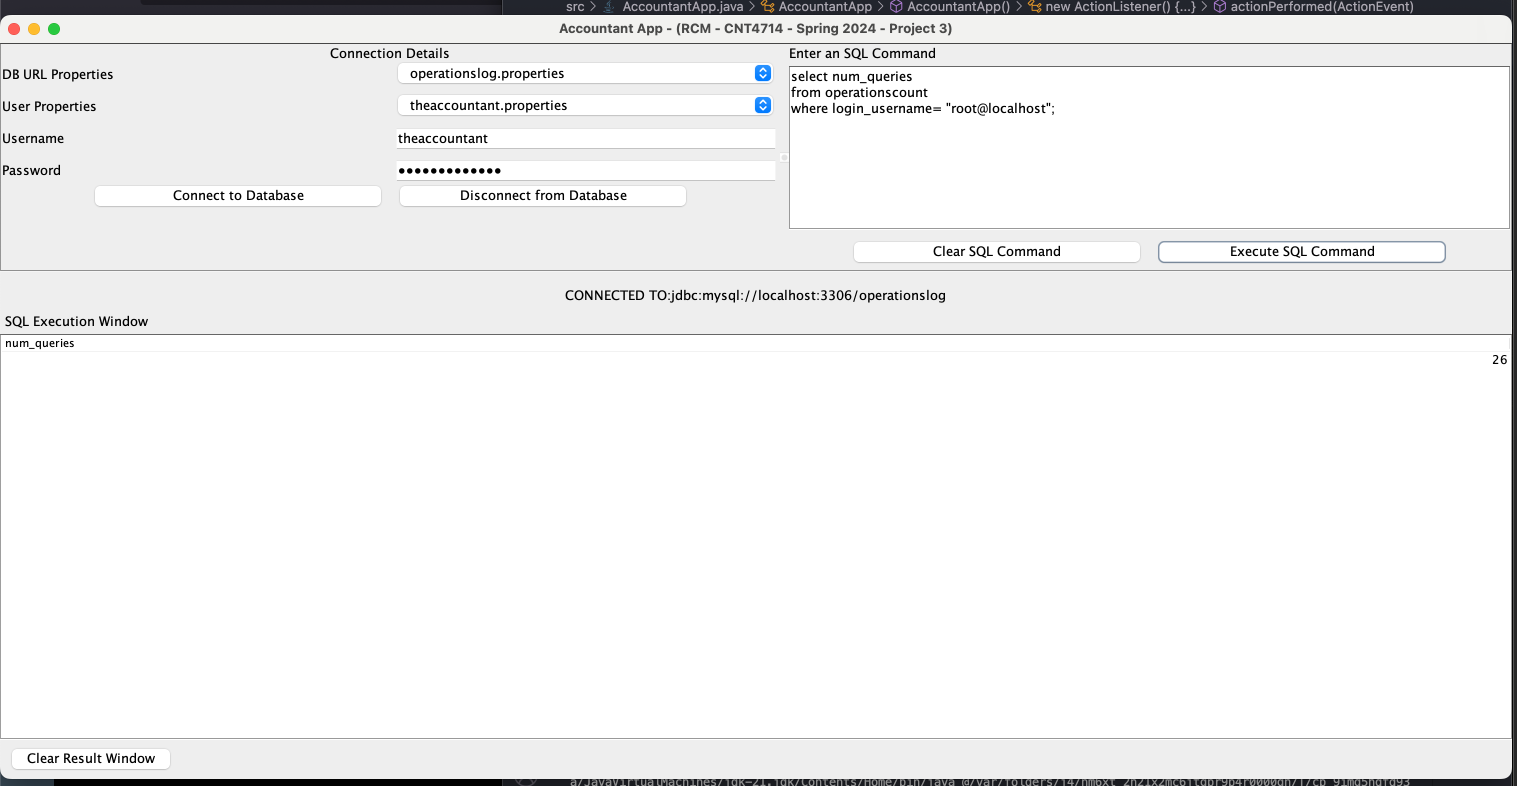 src > AccountantApp.java > AccountantApp > AccountantApp() > new ActionListener() {...} > actionPerformed(ActionEvent)
Accountant App - (RCM - CNT4714 - Spring 2024 - Project 3)
Connection Details
DB URL Properties
operationslog.properties
User Properties
theaccountant.properties
Username
theaccountant
Password
•••••••••••••
Connect to Database
Disconnect from Database
Enter an SQL Command
select num_queries
from operationscount
where login_username= "root@localhost";
Clear SQL Command
Execute SQL Command
CONNECTED TO:jdbc:mysql://localhost:3306/operationslog
SQL Execution Window
num_queries
26
Clear Result Window